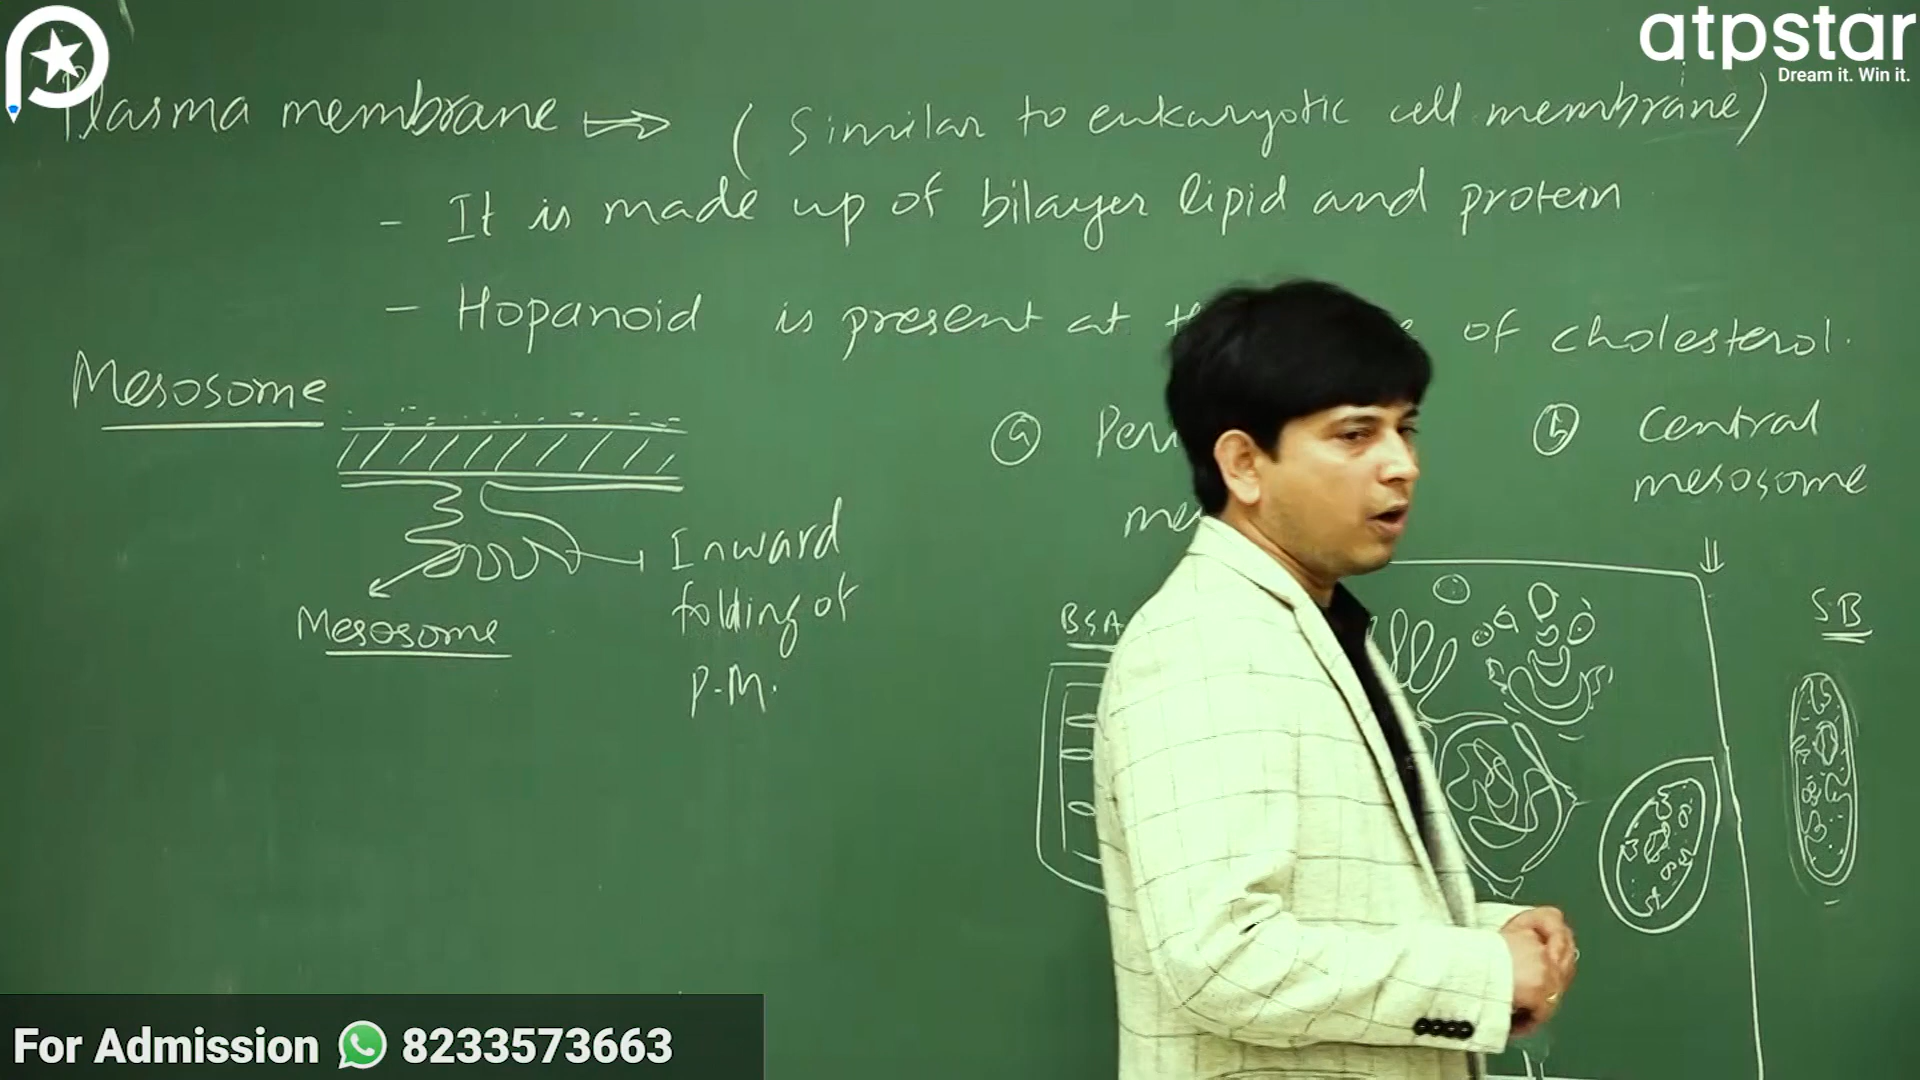 atpstar
Dream it. Win it.
Plasma membrane (Similar to eukaryotic cell membrane)
- It is made up of bilayer lipid and protein
- Hopanoid is present at of cholesterol.
Mesosome
a
b Central
mesosome
Inward
folding of
P.M.
Mesosome
BGA
SB
For Admission 8233573663